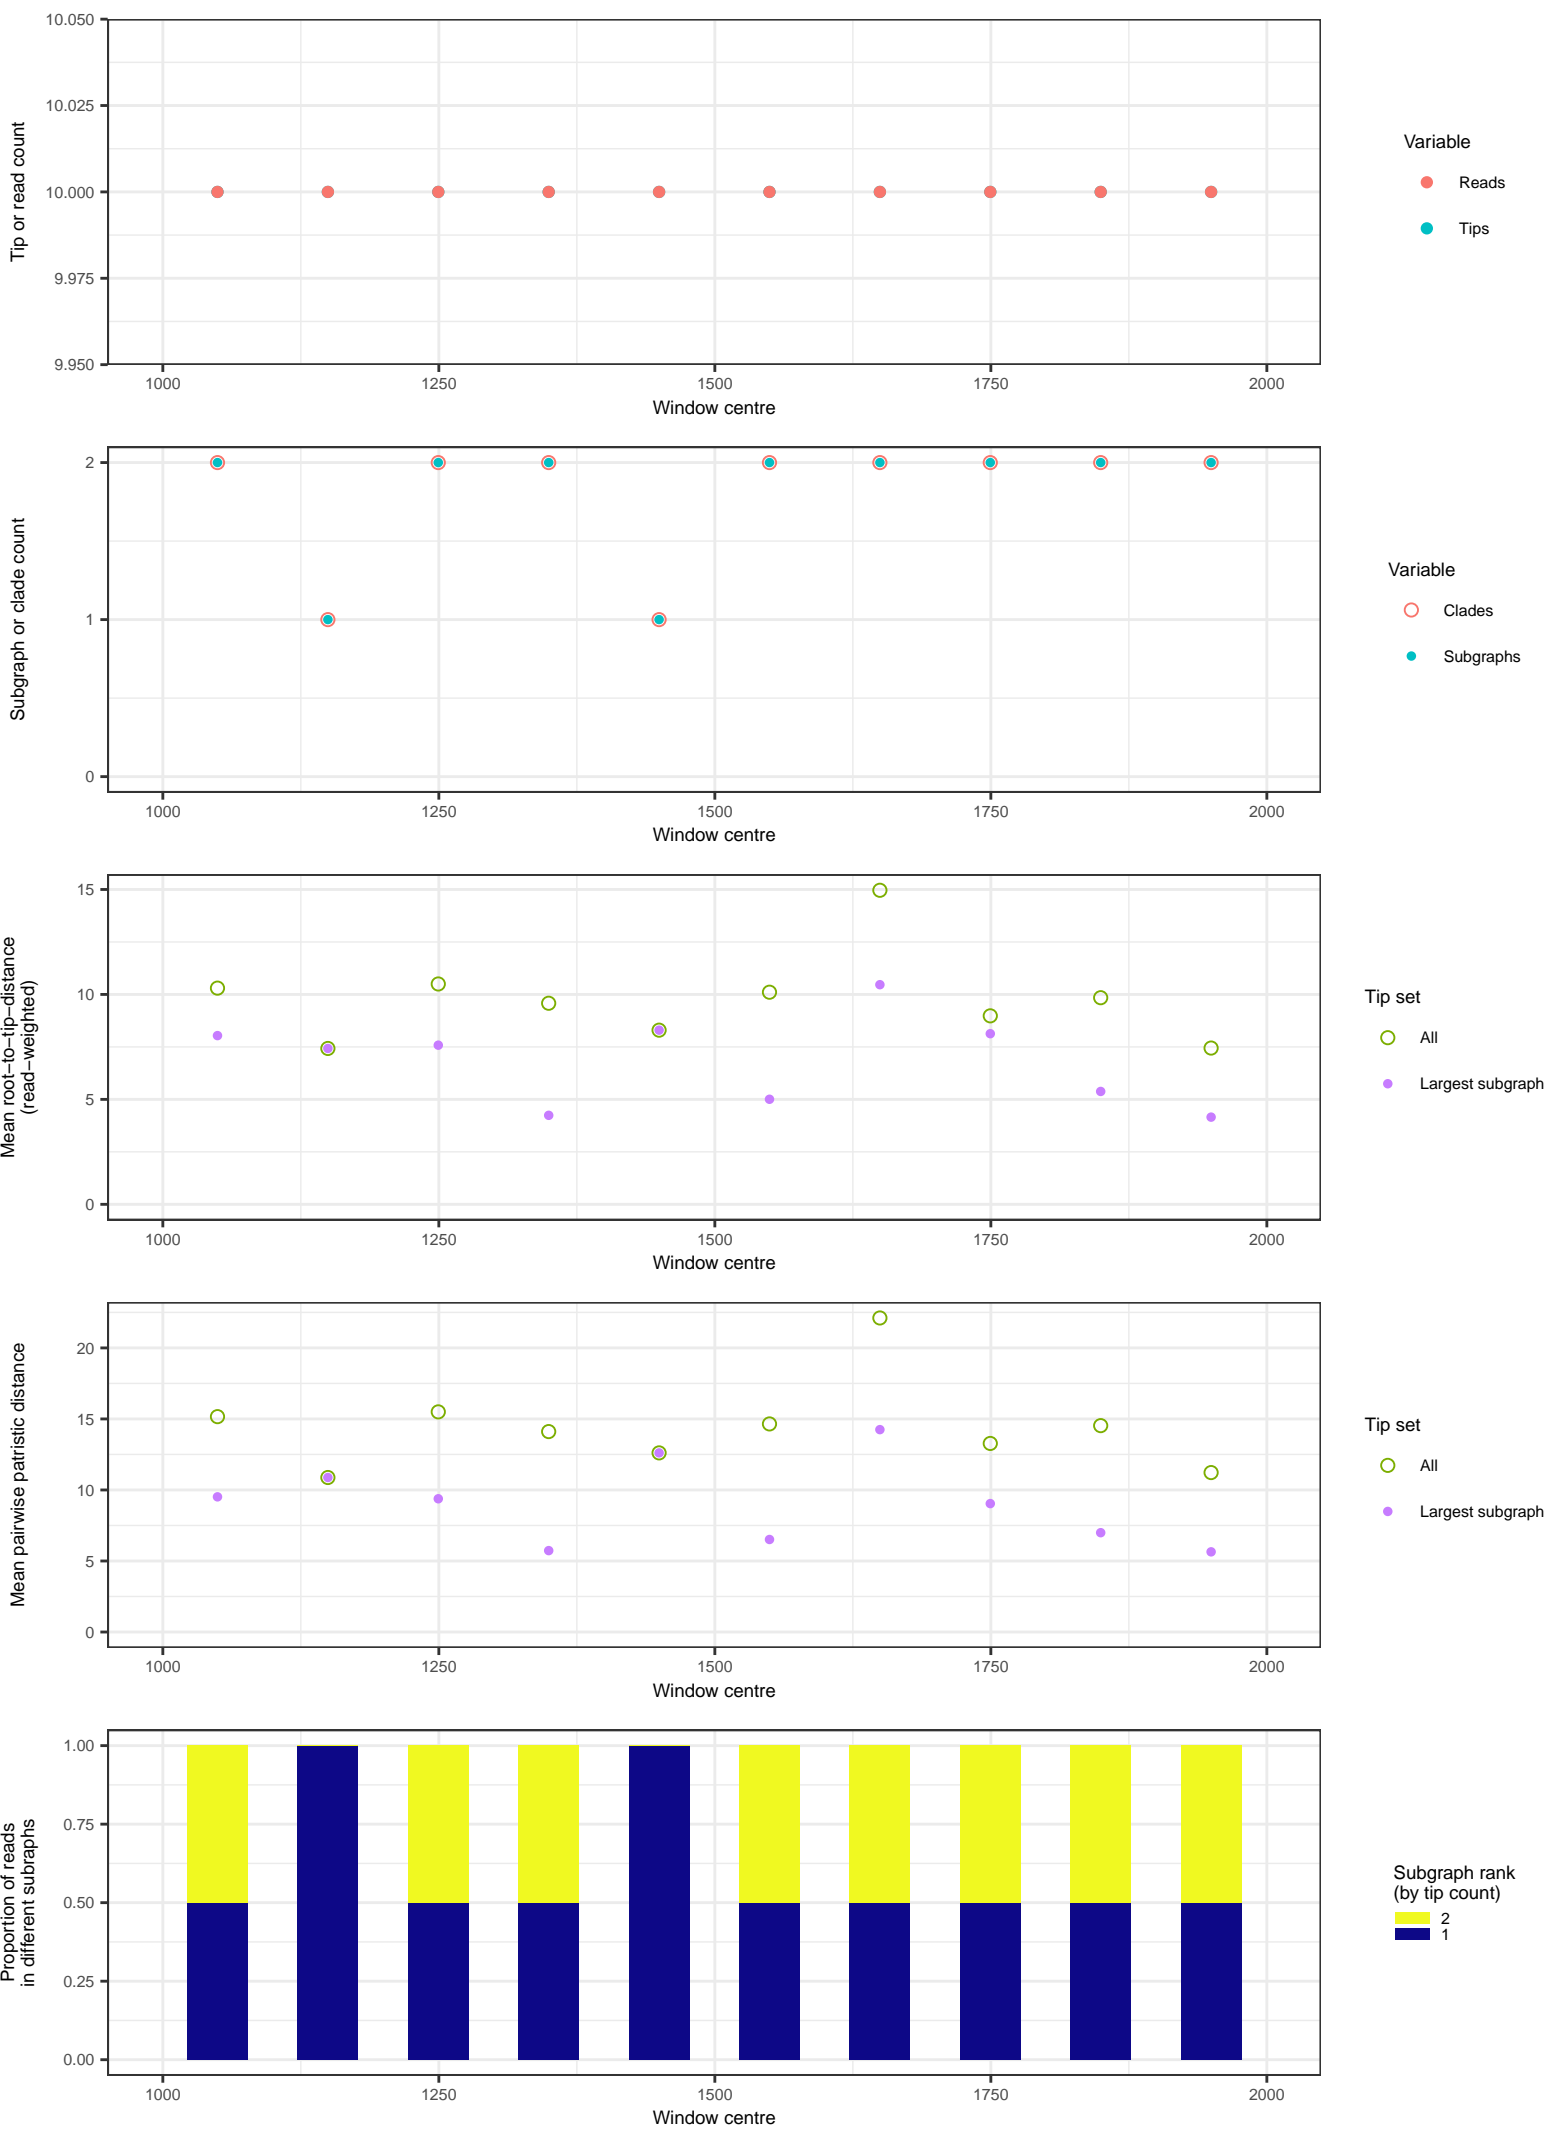 10.050
10.025
10.000
9.975
9.950
Tip or read count
1000 1250 1500 1750 2000
Window centre
Variable
Reads
Tips
2
1
0
Subgraph or clade count
1000 1250 1500 1750 2000
Window centre
Variable
Clades
Subgraphs
15
10
5
0
Mean root−to−tip−distance
(read−weighted)
1000 1250 1500 1750 2000
Window centre
Tip set
All
Largest subgraph
20
15
10
5
0
Mean pairwise patristic distance
1000 1250 1500 1750 2000
Window centre
Tip set
All
Largest subgraph
1.00
0.75
0.50
0.25
0.00
Proportion of reads
in different subraphs
1000 1250 1500 1750 2000
Window centre
Subgraph rank
(by tip count)
2
1